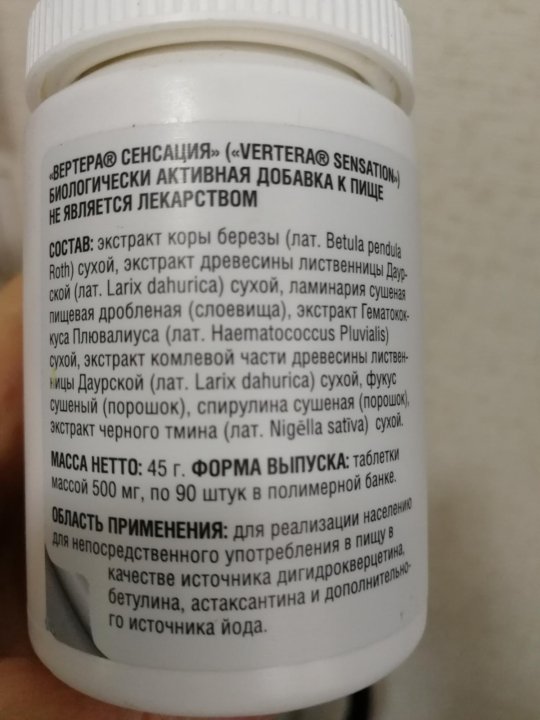 «ВЕРТЕРА® СЕНСАЦИЯ» («VERTERA® SENSATION»)
БИОЛОГИЧЕСКИ АКТИВНАЯ ДОБАВКА К ПИЩЕ
НЕ ЯВЛЯЕТСЯ ЛЕКАРСТВОМ
СОСТАВ: экстракт коры березы (лат. Betula pendula
Roth) сухой, экстракт древесины лиственницы Даур-
ской (лат. Larix dahurica) сухой, ламинария сушеная
пищевая дробленая (слоевища), экстракт Гематокок-
куса Плювалиуса (лат. Haematococcus Pluvialis)
сухой, экстракт комлевой части древесины листвен-
ницы Даурской (лат. Larix dahurica) сухой, фукус
сушеный (порошок), спирулина сушеная (порошок),
экстракт черного тмина (лат. Nigēlla satīva) сухой.
МАССА НЕТТО: 45 г. ФОРМА ВЫПУСКА: таблетки
массой 500 мг, по 90 штук в полимерной банке.
ОБЛАСТЬ ПРИМЕНЕНИЯ: для реализации населению
для непосредственного употребления в пищу в
качестве источника дигидрокверцетина,
бетулина, астаксантина и дополнительно-
го источника йода.